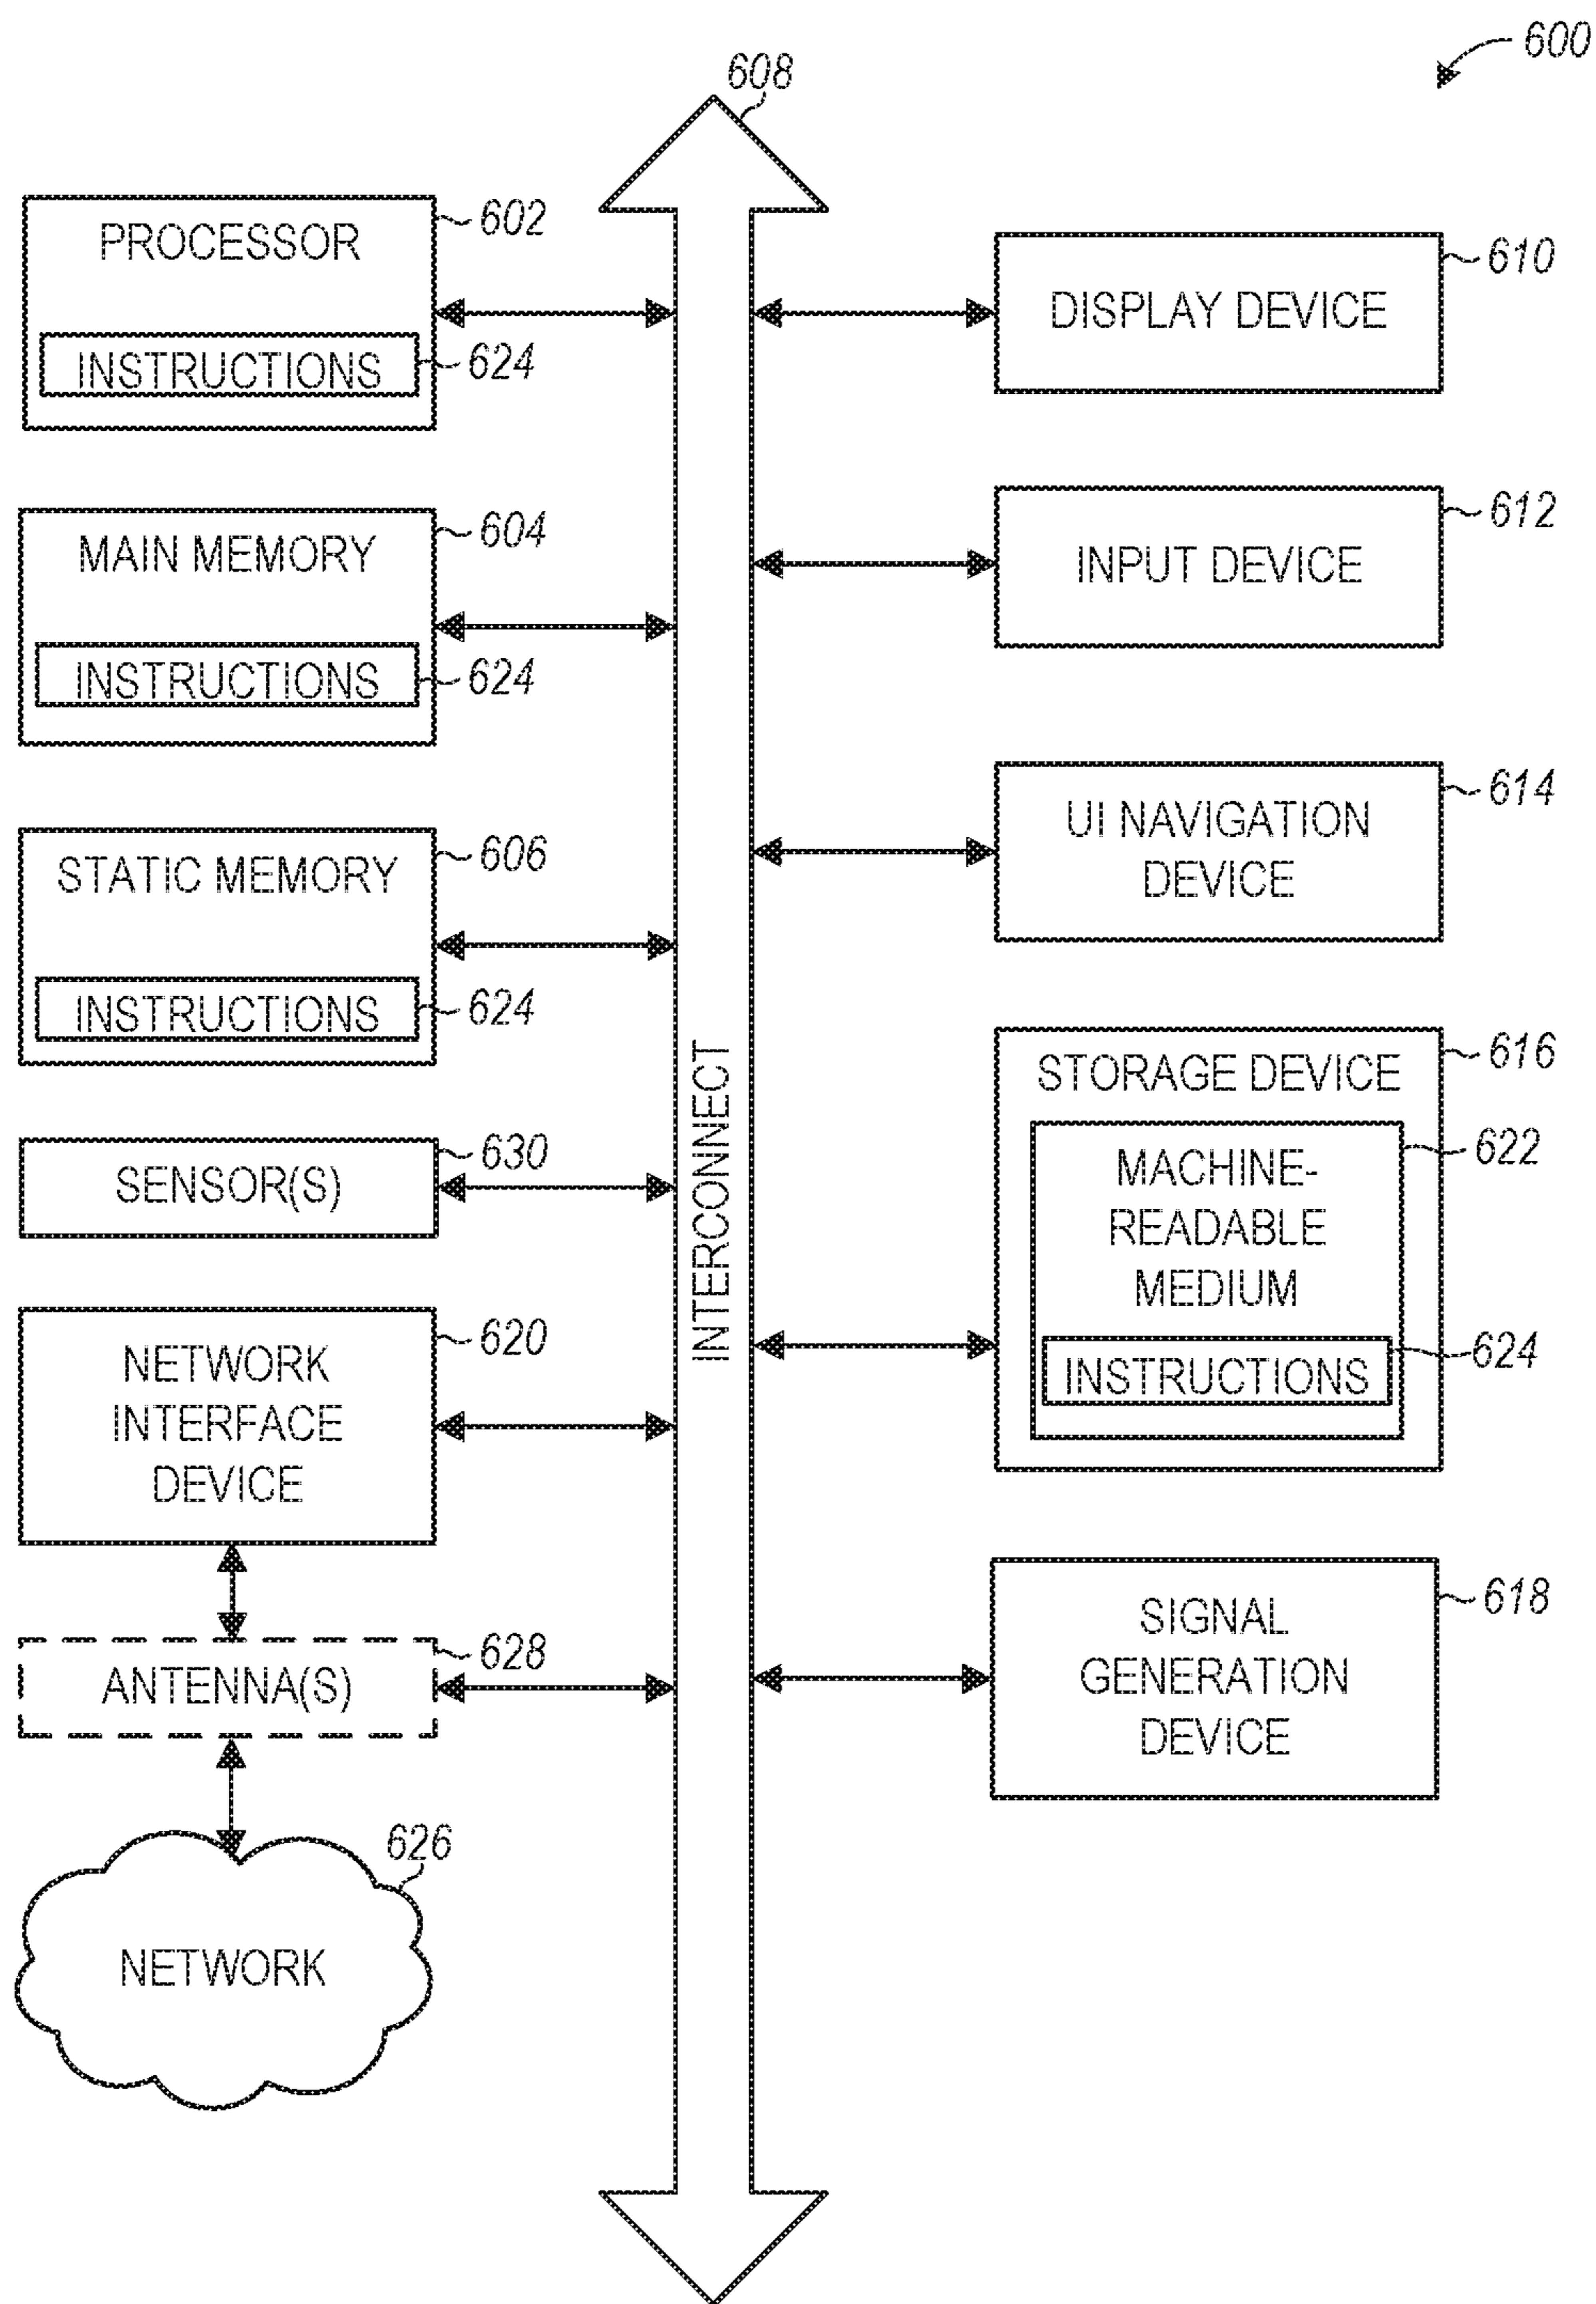 600
608
PROCESSOR
602
INSTRUCTIONS
624
MAIN MEMORY
604
INSTRUCTIONS
624
STATIC MEMORY
606
INSTRUCTIONS
624
SENSOR(S)
630
NETWORK
INTERFACE
DEVICE
620
ANTENNA(S)
628
NETWORK
626
INTERCONNECT
DISPLAY DEVICE
610
INPUT DEVICE
612
UI NAVIGATION
DEVICE
614
STORAGE DEVICE
616
MACHINE-
READABLE
MEDIUM
622
INSTRUCTIONS
624
SIGNAL
GENERATION
DEVICE
618